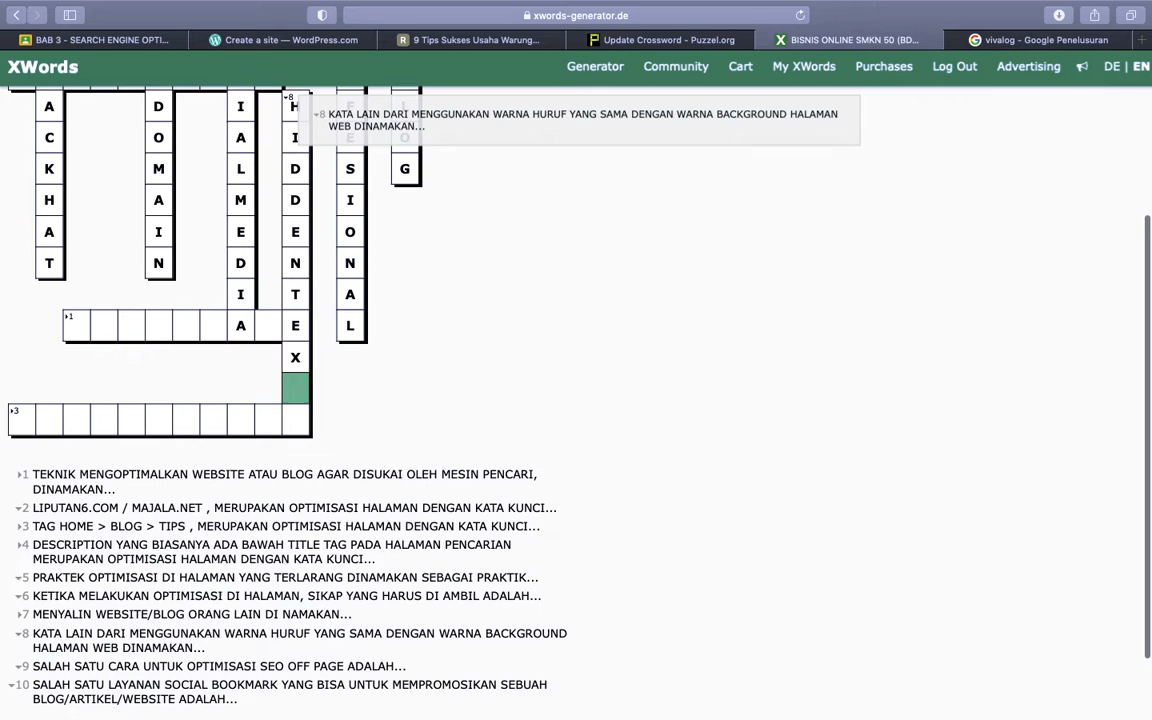 xwords-generator.de
BAB 3 - SEARCH ENGINE OPTI...
Create a site — WordPress.com
9 Tips Sukses Usaha Warung...
Update Crossword - Puzzel.org
BISNIS ONLINE SMKN 50 (BD...
vivalog - Google Penelusuran
XWords
Generator
Community
Cart
My XWords
Purchases
Log Out
Advertising
DE | EN
8 KATA LAIN DARI MENGGUNAKAN WARNA HURUF YANG SAMA DENGAN WARNA BACKGROUND HALAMAN
WEB DINAMAKAN...
A D I 8 H
C O A I O
K M L D S G
H A M D I
A I E E O
T N D N N
I T A
1 A E L
X
3
1 TEKNIK MENGOPTIMALKAN WEBSITE ATAU BLOG AGAR DISUKAI OLEH MESIN PENCARI,
DINAMAKAN...
2 LIPUTAN6.COM / MAJALA.NET , MERUPAKAN OPTIMISASI HALAMAN DENGAN KATA KUNCI...
3 TAG HOME > BLOG > TIPS , MERUPAKAN OPTIMISASI HALAMAN DENGAN KATA KUNCI...
4 DESCRIPTION YANG BIASANYA ADA BAWAH TITLE TAG PADA HALAMAN PENCARIAN
MERUPAKAN OPTIMISASI HALAMAN DENGAN KATA KUNCI...
5 PRAKTEK OPTIMISASI DI HALAMAN YANG TERLARANG DINAMAKAN SEBAGAI PRAKTIK...
6 KETIKA MELAKUKAN OPTIMISASI DI HALAMAN, SIKAP YANG HARUS DI AMBIL ADALAH...
7 MENYALIN WEBSITE/BLOG ORANG LAIN DI NAMAKAN...
8 KATA LAIN DARI MENGGUNAKAN WARNA HURUF YANG SAMA DENGAN WARNA BACKGROUND
HALAMAN WEB DINAMAKAN...
9 SALAH SATU CARA UNTUK OPTIMISASI SEO OFF PAGE ADALAH...
10 SALAH SATU LAYANAN SOCIAL BOOKMARK YANG BISA UNTUK MEMPROMOSIKAN SEBUAH
BLOG/ARTIKEL/WEBSITE ADALAH...